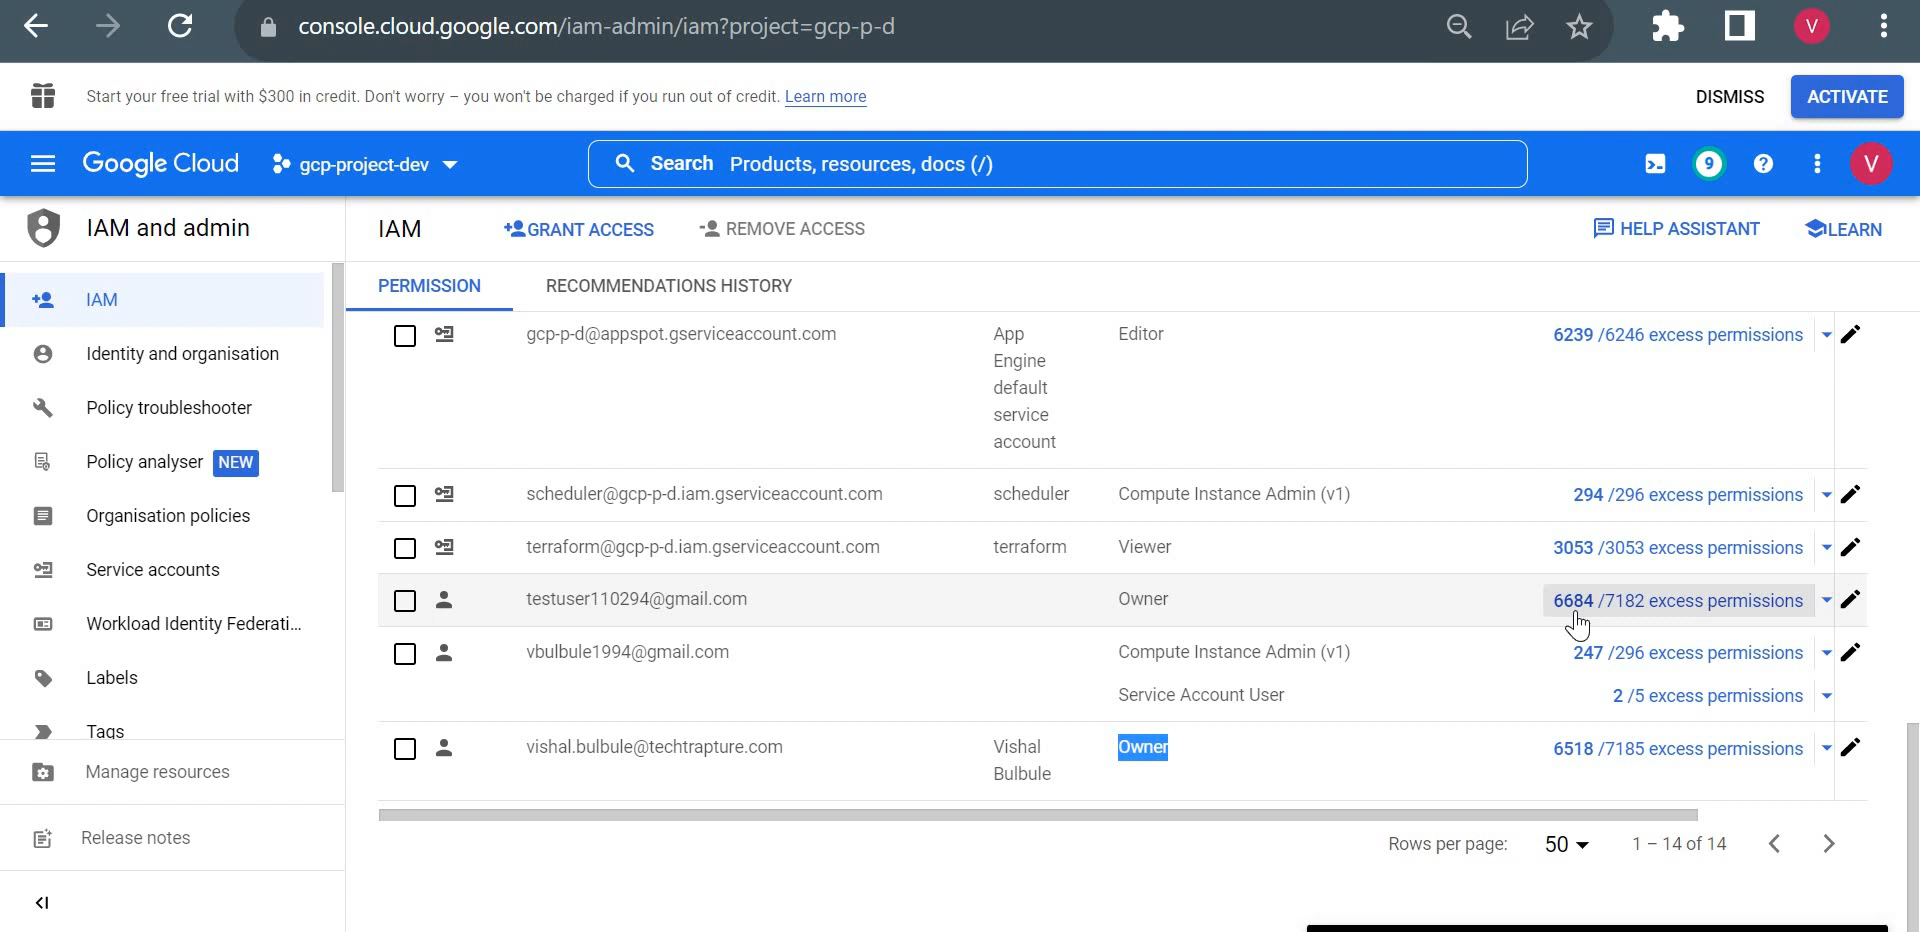 console.cloud.google.com/iam-admin/iam?project=gcp-p-d
V
Start your free trial with $300 in credit. Don't worry – you won't be charged if you run out of credit. Learn more
DISMISS
ACTIVATE
Google Cloud
gcp-project-dev
Search Products, resources, docs (/)
9
V
IAM and admin
IAM
GRANT ACCESS
REMOVE ACCESS
HELP ASSISTANT
LEARN
IAM
Identity and organisation
Policy troubleshooter
Policy analyser NEW
Organisation policies
Service accounts
Workload Identity Federati...
Labels
Tags
Manage resources
Release notes
PERMISSION
RECOMMENDATIONS HISTORY
gcp-p-d@appspot.gserviceaccount.com
App
Engine
default
service
account
Editor
6239 /6246 excess permissions
scheduler@gcp-p-d.iam.gserviceaccount.com
scheduler
Compute Instance Admin (v1)
294 /296 excess permissions
terraform@gcp-p-d.iam.gserviceaccount.com
terraform
Viewer
3053 /3053 excess permissions
testuser110294@gmail.com
Owner
6684 /7182 excess permissions
vbulbule1994@gmail.com
Compute Instance Admin (v1)
247 /296 excess permissions
Service Account User
2 /5 excess permissions
vishal.bulbule@techtrapture.com
Vishal
Bulbule
Owner
6518 /7185 excess permissions
Rows per page:
50
1 – 14 of 14